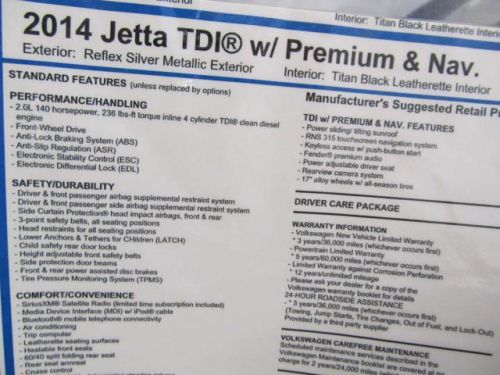 Interior: Titan Black Leatherette Interior
2014 Jetta TDI® w/ Premium & Nav.
Exterior: Reflex Silver Metallic Exterior
Interior: Titan Black Leatherette Interior
STANDARD FEATURES (unless replaced by options)
PERFORMANCE/HANDLING
- 2.0L 140 horsepower, 236 lbs-ft torque inline 4 cylinder TDI® clean diesel
engine
- Front-Wheel Drive
- Anti-Lock Braking System (ABS)
- Anti-Slip Regulation (ASR)
- Electronic Stability Control (ESC)
- Electronic Differential Lock (EDL)
SAFETY/DURABILITY
- Driver & front passenger airbag supplemental restraint system
- Driver & front passenger side airbag supplemental restraint system
- Side Curtain Protection® head impact airbags, front & rear
- 3-point safety belts, all seating positions
- Head restraints for all seating positions
- Lower Anchors & Tethers for Children (LATCH)
- Child safety rear door locks
- Height adjustable front safety belts
- Side protection door beams
- Front & rear power assisted disc brakes
- Tire Pressure Monitoring System (TPMS)
COMFORT/CONVENIENCE
- SiriusXM® Satellite Radio (limited time subscription included)
- Media Device Interface (MDI) w/ iPod® cable
- Bluetooth® mobile telephone connectivity
- Air conditioning
- Trip computer
- Leatherette seating surfaces
- Heatable front seats
- 60/40 split folding rear seat
- Rear seat armrest
- Cruise control
Manufacturer's Suggested Retail P
TDI w/ PREMIUM & NAV. FEATURES
- Power sliding/ tilting sunroof
- RNS 315 touchscreen navigation system
- Keyless access w/ push-button start
- Fender® premium audio
- Power adjustable driver seat
- Rearview camera system
- 17" alloy wheels w/ all-season tires
DRIVER CARE PACKAGE
WARRANTY INFORMATION
- Volkswagen New Vehicle Limited Warranty
* 3 years/36,000 miles (whichever occurs first)
- Powertrain Limited Warranty
* 5 years/60,000 miles (whichever occurs first)
- Limited Warranty against Corrosion Perforation
* 12 years/unlimited mileage
- Please ask your dealer for a copy of the
Volkswagen warranty booklet for details
24-HOUR ROADSIDE ASSISTANCE
- * 3 years/36,000 miles (whichever occurs first)
(Towing, Jump Starts, Tire Changes, Out of Fuel, and Lock-Out)
Provided by a third party supplier
VOLKSWAGEN CAREFREE MAINTENANCE
Scheduled maintenance services described in the
Volkswagen Maintenance booklet are covered at no
charge for 2 years/24,000 miles